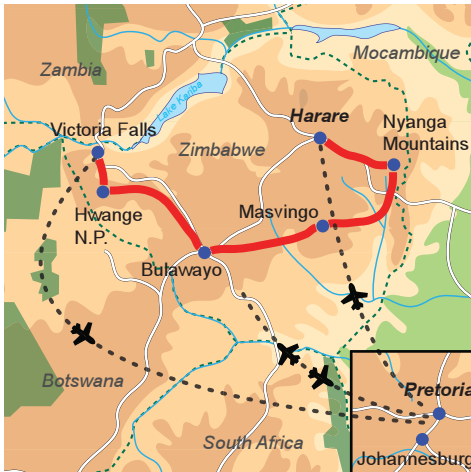 Mocambique
Zambia
Lake Kariba
Harare
Victoria Falls
Nyanga
Mountains
Zimbabwe
Hwange
N.P.
Masvingo
Bulawayo
Botswana
Pretoria
South Africa
Johannesburg